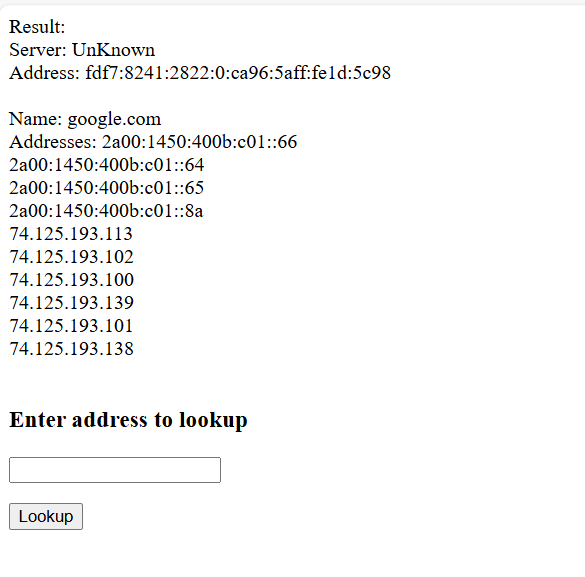 Result:
Server: UnKnown
Address: fdf7:8241:2822:0:ca96:5aff:fe1d:5c98
Name: google.com
Addresses: 2a00:1450:400b:c01::66
2a00:1450:400b:c01::64
2a00:1450:400b:c01::65
2a00:1450:400b:c01::8a
74.125.193.113
74.125.193.102
74.125.193.100
74.125.193.139
74.125.193.101
74.125.193.138
Enter address to lookup
Lookup